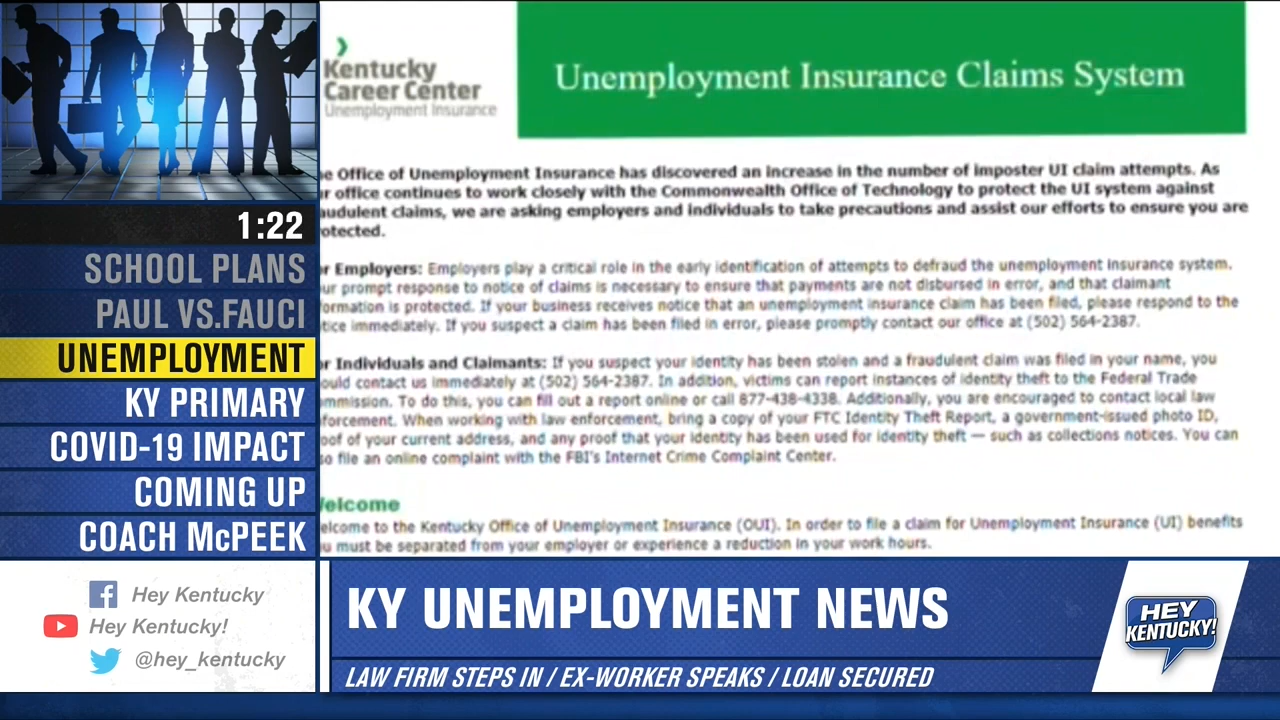 1:22
SCHOOL PLANS
PAUL VS.FAUCI
UNEMPLOYMENT
KY PRIMARY
COVID-19 IMPACT
COMING UP
COACH McPEEK
Hey Kentucky
Hey Kentucky!
@hey_kentucky
Kentucky
Career Center
Unemployment Insurance
Unemployment Insurance Claims System
e Office of Unemployment Insurance has discovered an increase in the number of imposter UI claim attempts. As
r office continues to work closely with the Commonwealth Office of Technology to protect the UI system against
udulent claims, we are asking employers and individuals to take precautions and assist our efforts to ensure you are
otected.
r Employers: Employers play a critical role in the early identification of attempts to defraud the unemployment insurance system.
ur prompt response to notice of claims is necessary to ensure that payments are not disbursed in error, and that claimant
formation is protected. If your business receives notice that an unemployment insurance claim has been filed, please respond to the
tice immediately. If you suspect a claim has been filed in error, please promptly contact our office at (502) 564-2387.
r Individuals and Claimants: If you suspect your identity has been stolen and a fraudulent claim was filed in your name, you
ould contact us immediately at (502) 564-2387. In addition, victims can report instances of identity theft to the Federal Trade
mmission. To do this, you can fill out a report online or call 877-438-4338. Additionally, you are encouraged to contact local law
forcement. When working with law enforcement, bring a copy of your FTC Identity Theft Report, a government-issued photo ID,
oof of your current address, and any proof that your identity has been used for identity theft — such as collections notices. You can
so file an online complaint with the FBI's Internet Crime Complaint Center.
elcome
elcome to the Kentucky Office of Unemployment Insurance (OUI). In order to file a claim for Unemployment Insurance (UI) benefits
u must be separated from your employer or experience a reduction in your work hours.
KY UNEMPLOYMENT NEWS
LAW FIRM STEPS IN / EX-WORKER SPEAKS / LOAN SECURED
HEY
KENTUCKY!